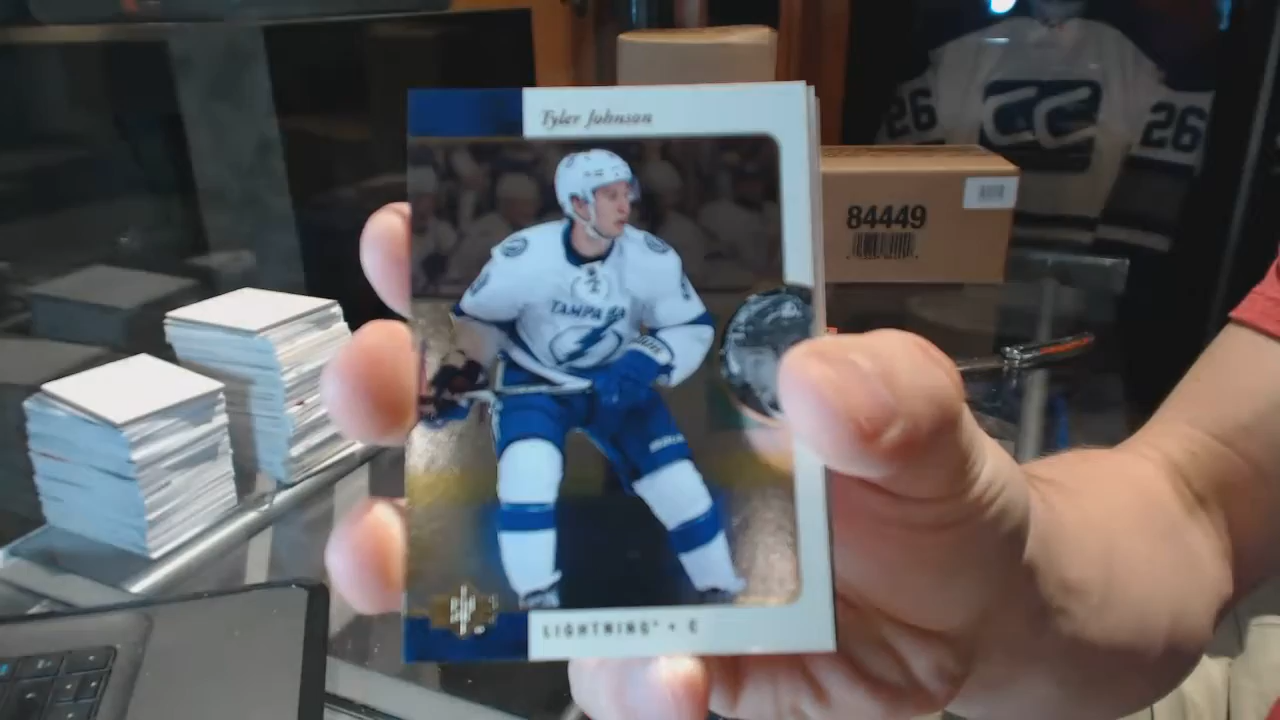 Tyler Johnson
26
26
84449
TAMPA BAY
LIGHTNING • C